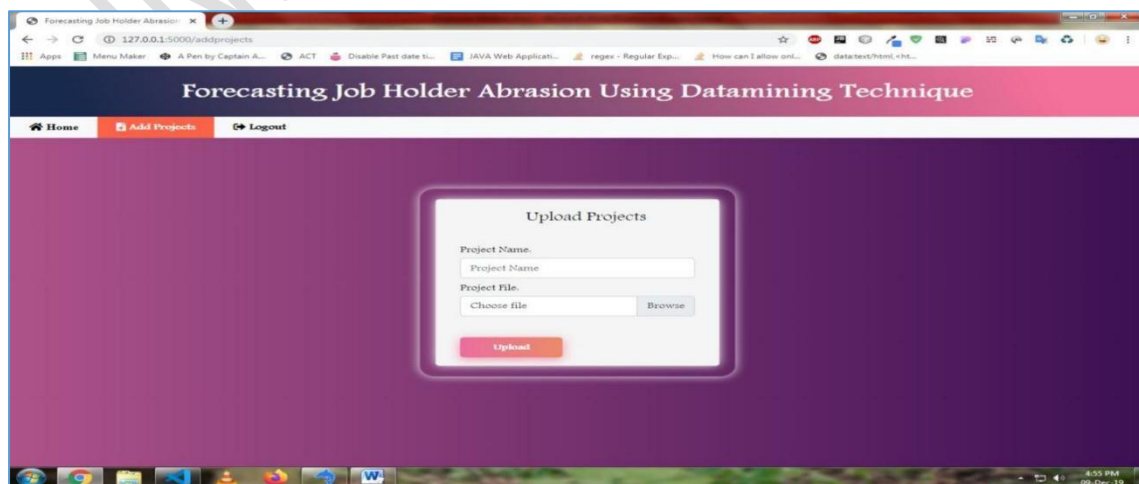 Forecasting Job Holder Abrasion
127.0.0.1:5000/addprojects
Apps Menu Maker A Pen by Captain A... ACT Disable Past date ti... JAVA Web Applicati... regex - Regular Exp... How can I allow onl... data:text/html,<ht...
Forecasting Job Holder Abrasion Using Datamining Technique
Home Add Projects Logout
Upload Projects
Project Name.
Project Name
Project File.
Choose file Browse
Upload
4:55 PM
09-Dec-19